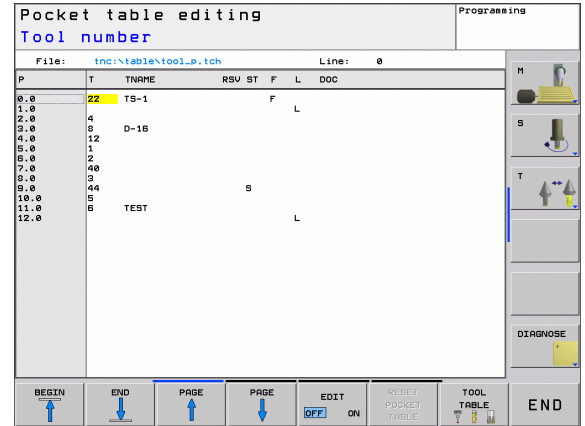 Pocket table editing
Programming
Tool number
File: tnc:\table\tool_p.tch Line: 0
P T TNAME RSV ST F L DOC
0.0 22 TS-1 F
1.0 L
2.0 4
3.0 8 D-16
4.0 12
5.0 1
6.0 2
7.0 40
8.0 3
9.0 44 S
10.0 5
11.0 6 TEST
12.0 L
M
S
T
DIAGNOSE
BEGIN END PAGE PAGE EDIT OFF ON RESET POCKET TABLE TOOL TABLE END